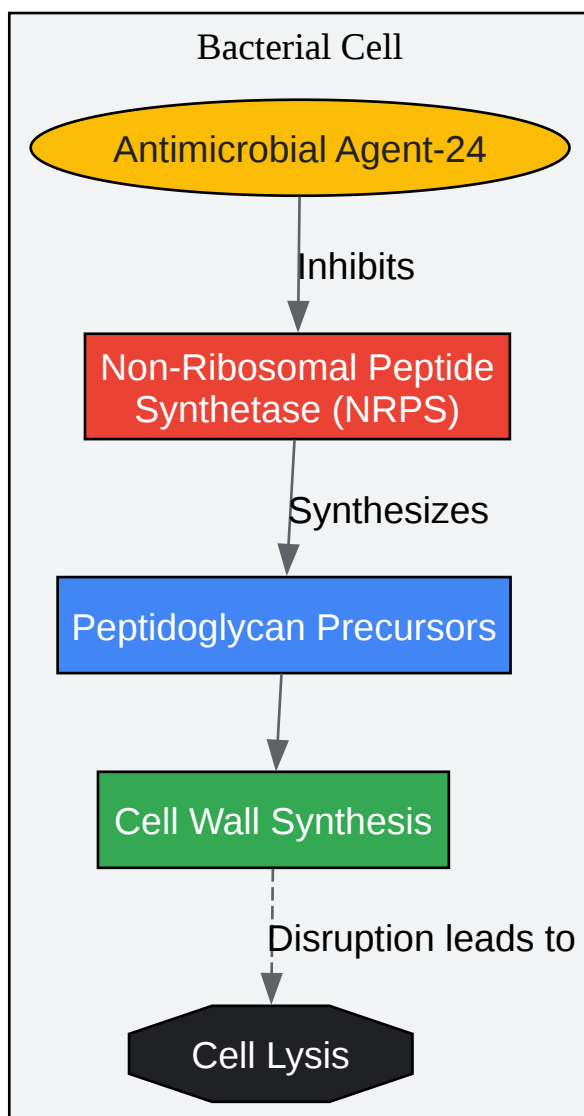 Bacterial Cell
Antimicrobial Agent-24
Inhibits
Non-Ribosomal Peptide
Synthetase (NRPS)
Synthesizes
Peptidoglycan Precursors
Cell Wall Synthesis
Disruption leads to
Cell Lysis